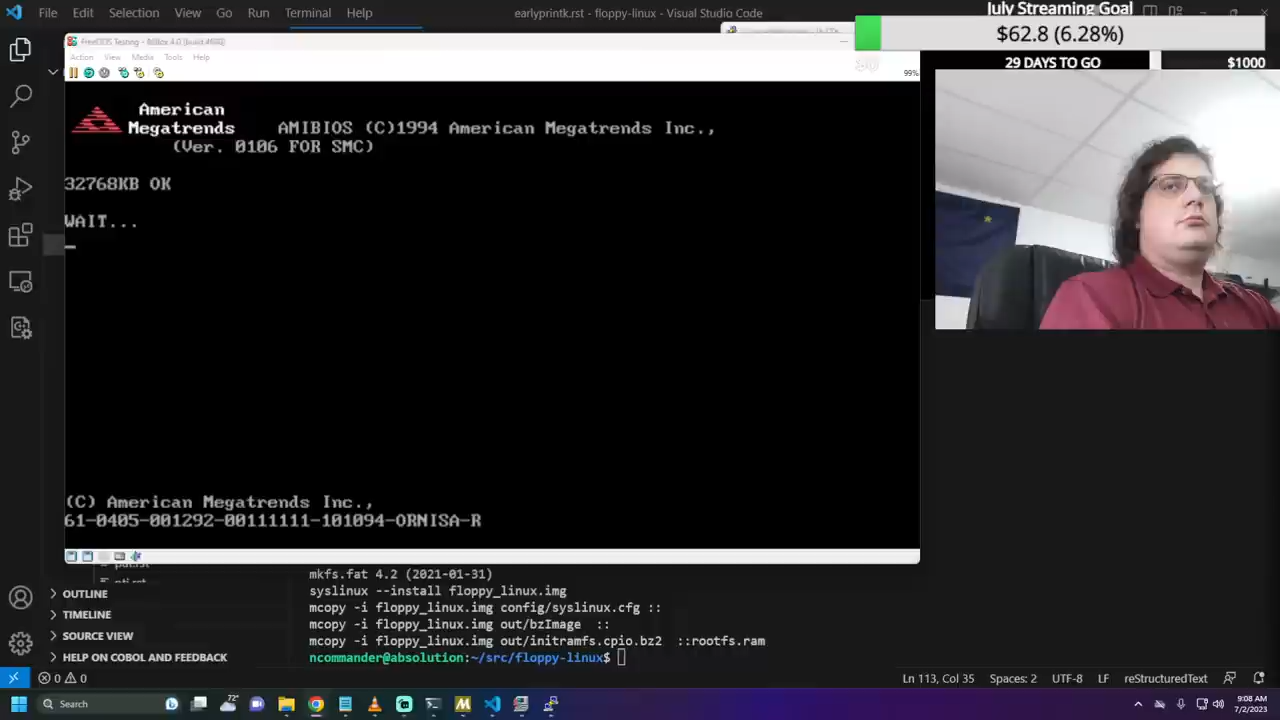 File Edit Selection View Go Run Terminal Help
earlyprintk.rst - floppy-linux - Visual Studio Code
July Streaming Goal
$62.8 (6.28%)
29 DAYS TO GO
$1000
FreeDOS Testing - 86Box 4.0
Action View Media Tools Help
99%
American
Megatrends AMIBIOS (C)1994 American Megatrends Inc.,
(Ver. 0106 FOR SMC)
32768KB OK
WAIT...
(C) American Megatrends Inc.,
61-0405-001292-00111111-101094-ORNISA-R
mkfs.fat 4.2 (2021-01-31)
syslinux --install floppy_linux.img
mcopy -i floppy_linux.img config/syslinux.cfg ::
mcopy -i floppy_linux.img out/bzImage ::
mcopy -i floppy_linux.img out/initramfs.cpio.bz2 ::rootfs.ram
ncommander@absolution:~/src/floppy-linux$
OUTLINE
TIMELINE
SOURCE VIEW
HELP ON COBOL AND FEEDBACK
0 0
Ln 113, Col 35 Spaces: 2 UTF-8 LF reStructuredText
Search
72°
9:08 AM
7/2/2023